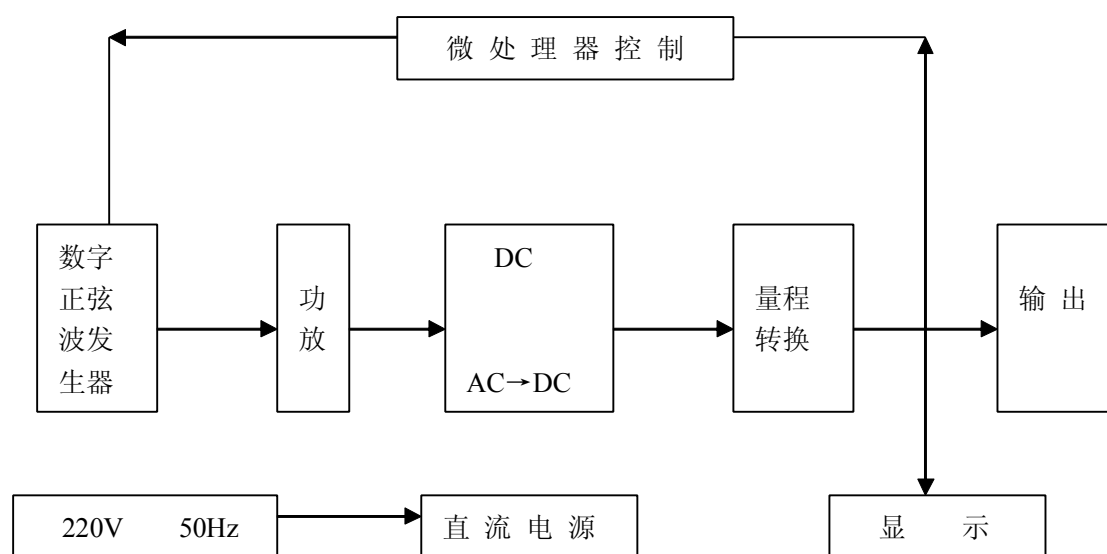 微 处 理 器 控 制
数字
正弦
波发
生器
功
放
DC
AC→DC
量程
转换
输 出
220V 50Hz
直 流 电 源
显 示